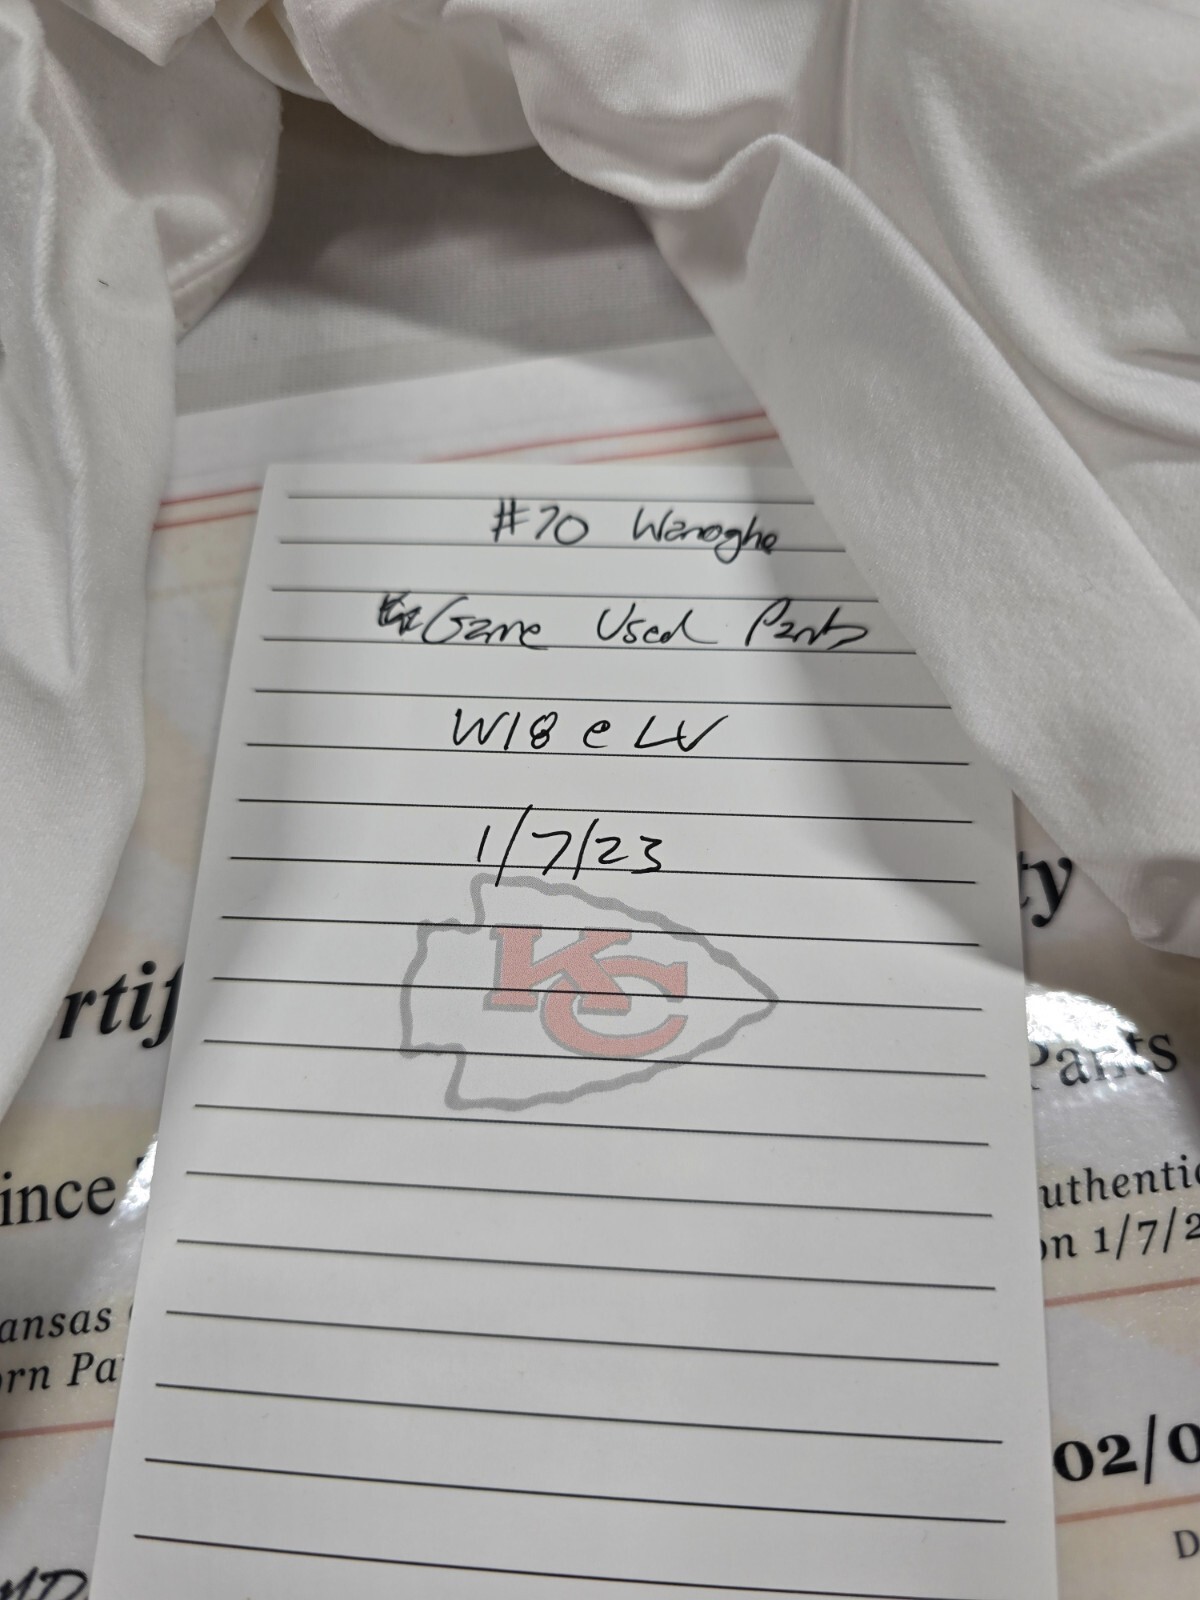 #70 Wanogho
Game Used Pants
W18 @ LV
1/7/23
KC
ty
rtif
Pants
ince
uthentic
on 1/7/2
ansas
orn Pa
02/0
D